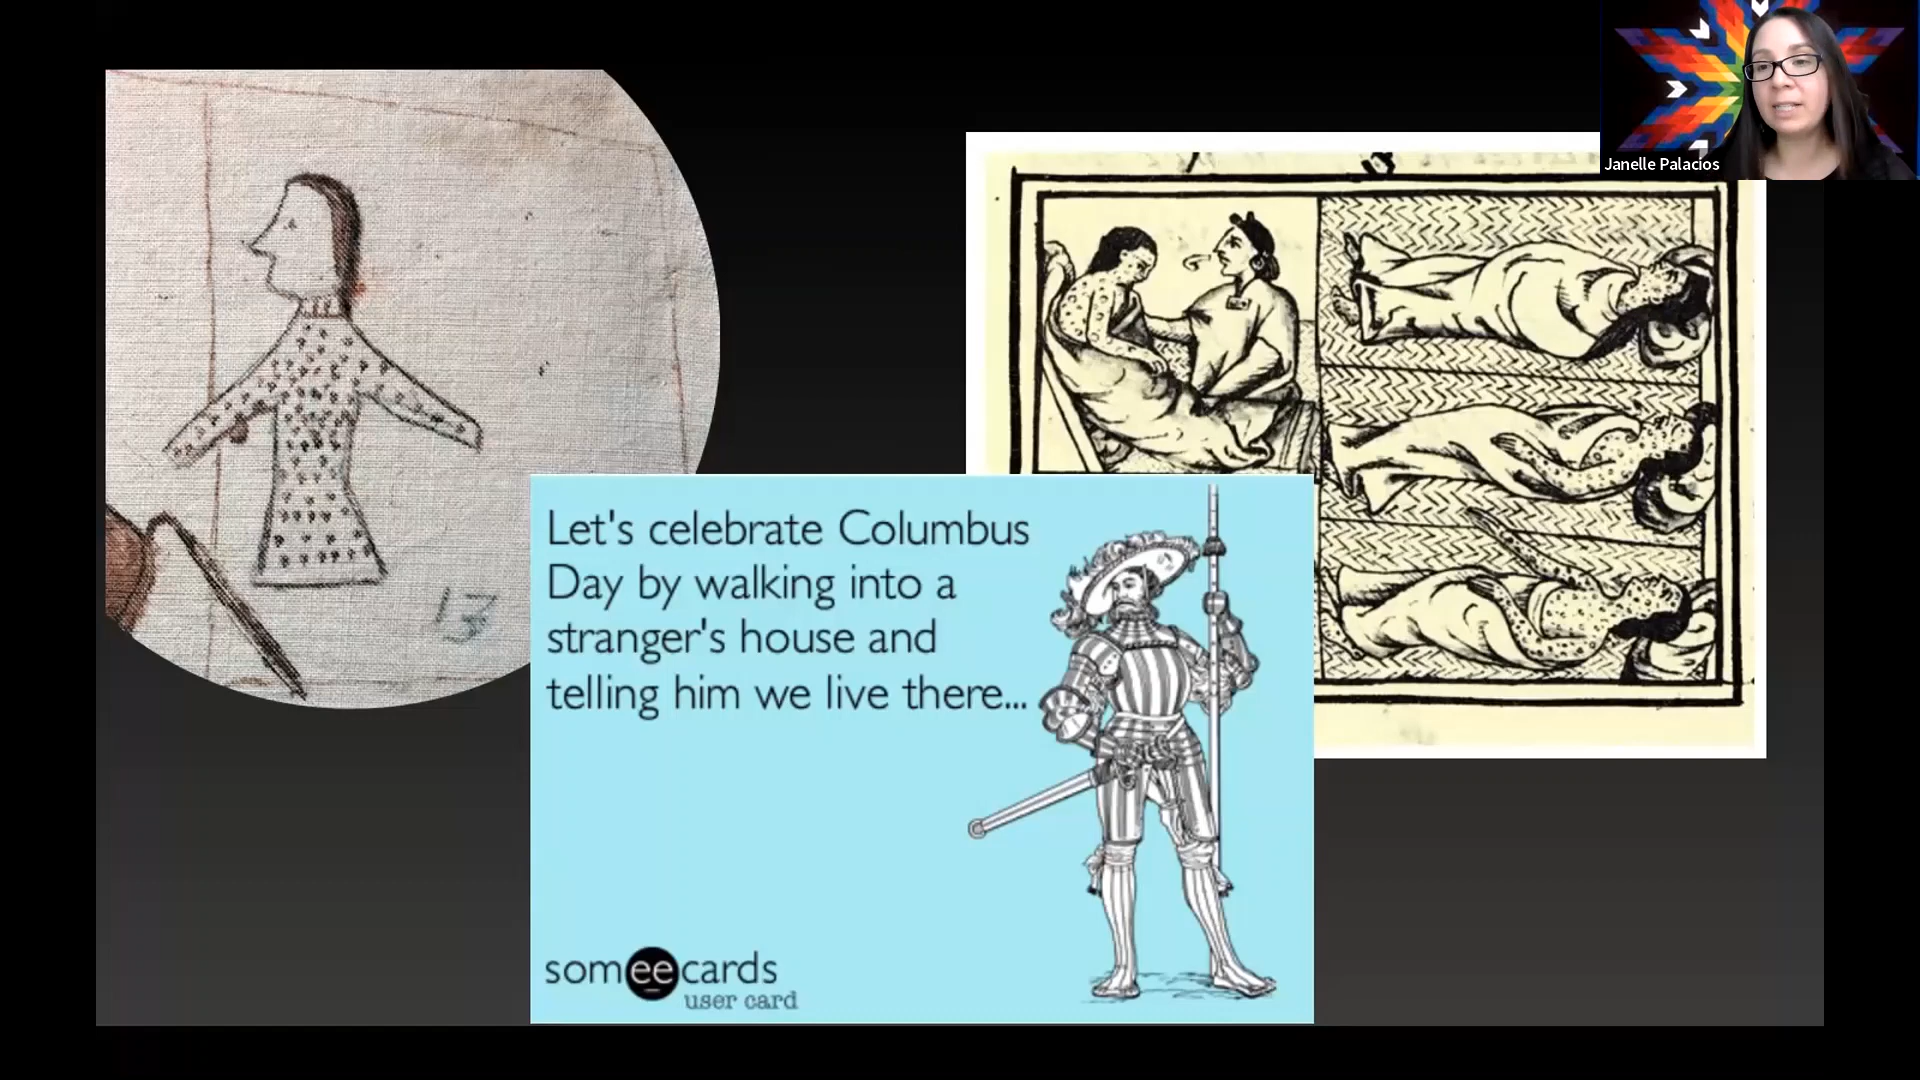 Janelle Palacios
13
Let's celebrate Columbus
Day by walking into a
stranger's house and
telling him we live there...
someecards
user card